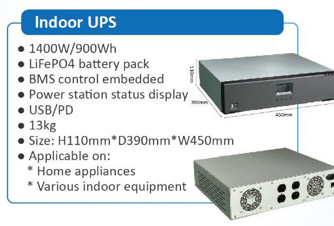 Indoor UPS
● 1400W/900Wh
● LiFePO4 battery pack
● BMS control embedded
● Power station status display
● USB/PD
● 13kg
● Size: H110mm*D390mm*W450mm
● Applicable on:
* Home appliances
* Various indoor equipment
110mm
390mm
450mm